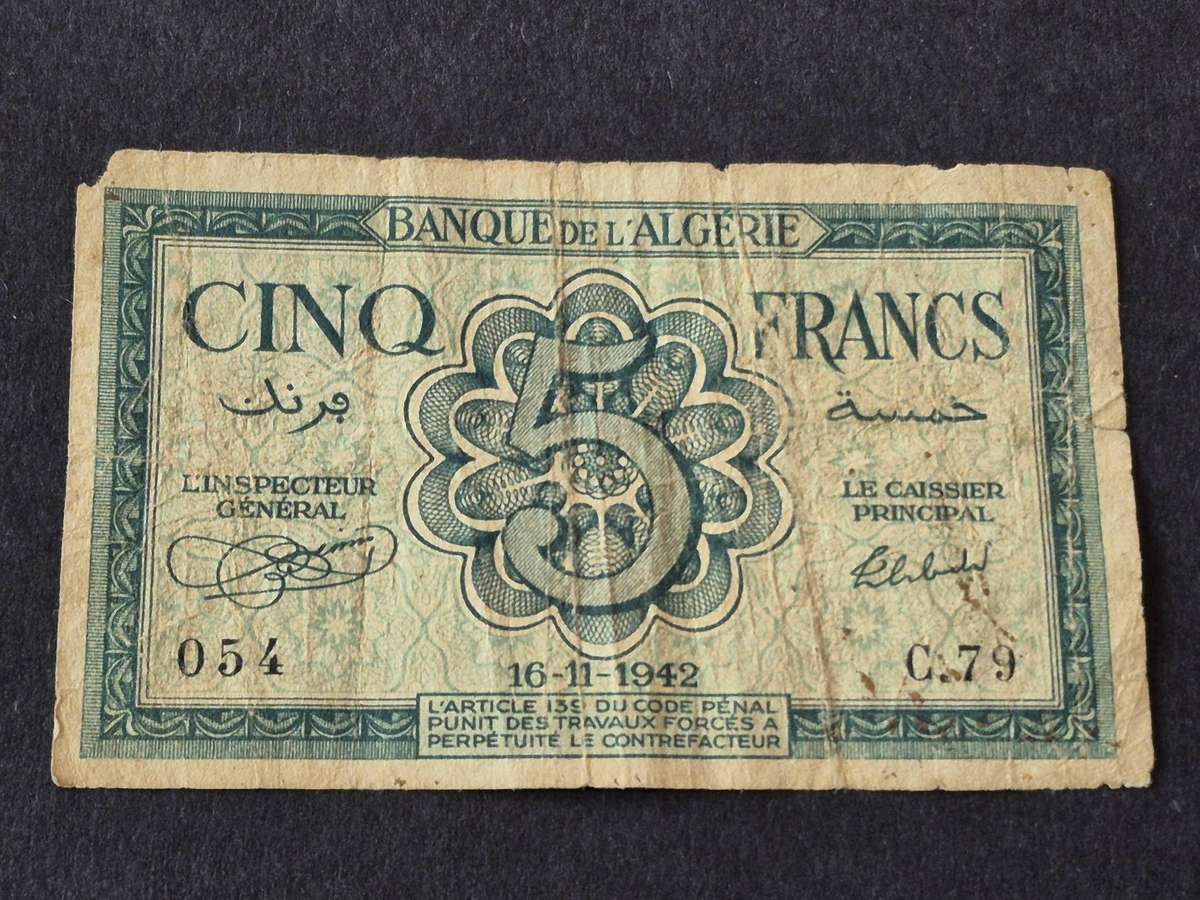 BANQUE DE L'ALGÉRIE
CINQ FRANCS
5
فرنك خمسة
L'INSPECTEUR
GÉNÉRAL
LE CAISSIER
PRINCIPAL
054
C.79
16-11-1942
L'ARTICLE 139 DU CODE PÉNAL
PUNIT DES TRAVAUX FORCÉS A
PERPÉTUITÉ LE CONTREFACTEUR